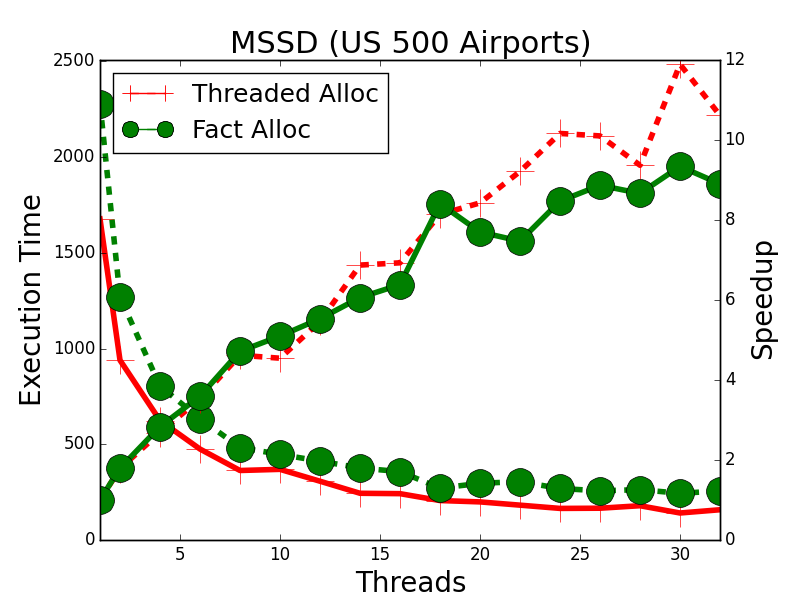 MSSD (US 500 Airports)
Threaded Alloc
Fact Alloc
Execution Time
2500
2000
1500
1000
500
0
12
10
8
6
4
2
0
Speedup
5 10 15 20 25 30
Threads